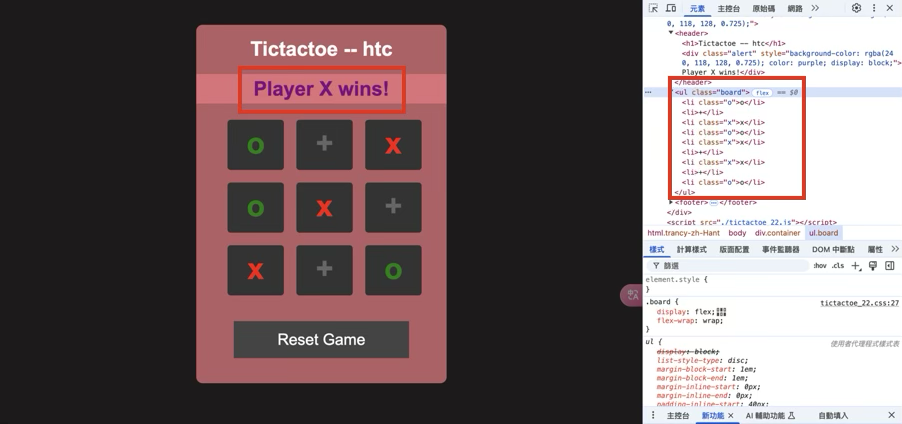 Tictactoe -- htc
Player X wins!
o + x
o x +
x + o
Reset Game
元素 主控台 原始碼 網路
0, 118, 128, 0.725);">
<header>
<h1>Tictactoe -- htc</h1>
<div class="alert" style="background-color: rgba(24
0, 118, 128, 0.725); color: purple; display: block;">
Player X wins!</div>
</header>
<ul class="board"> flex == $0
<li class="o">o</li>
<li>+</li>
<li class="x">x</li>
<li class="o">o</li>
<li class="x">x</li>
<li>+</li>
<li class="x">x</li>
<li>+</li>
<li class="o">o</li>
</ul>
<footer> … </footer>
</div>
<script src="./tictactoe_22.js"></script>
html.trancy-zh-Hant body div.container ul.board
樣式 計算樣式 版面配置 事件監聽器 DOM 中斷點 屬性
篩選 :hov .cls
element.style {
}
.board { tictactoe_22.css:27
display: flex;
flex-wrap: wrap;
}
ul { 使用者代理程式樣式表
display: block;
list-style-type: disc;
margin-block-start: 1em;
margin-block-end: 1em;
margin-inline-start: 0px;
margin-inline-end: 0px;
padding-inline-start: 40px;
主控台 新功能 AI 輔助功能 自動填入